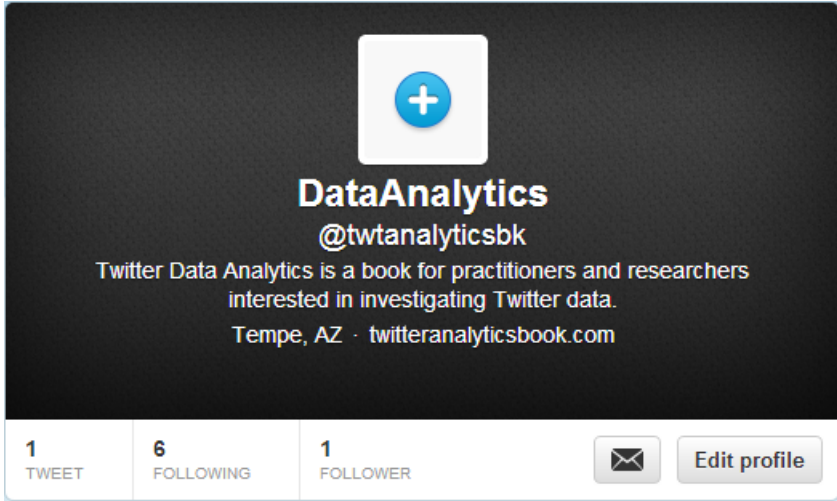 DataAnalytics
@twtanalyticsbk
Twitter Data Analytics is a book for practitioners and researchers
interested in investigating Twitter data.
Tempe, AZ · twitteranalyticsbook.com
1 6 1
TWEET FOLLOWING FOLLOWER
Edit profile